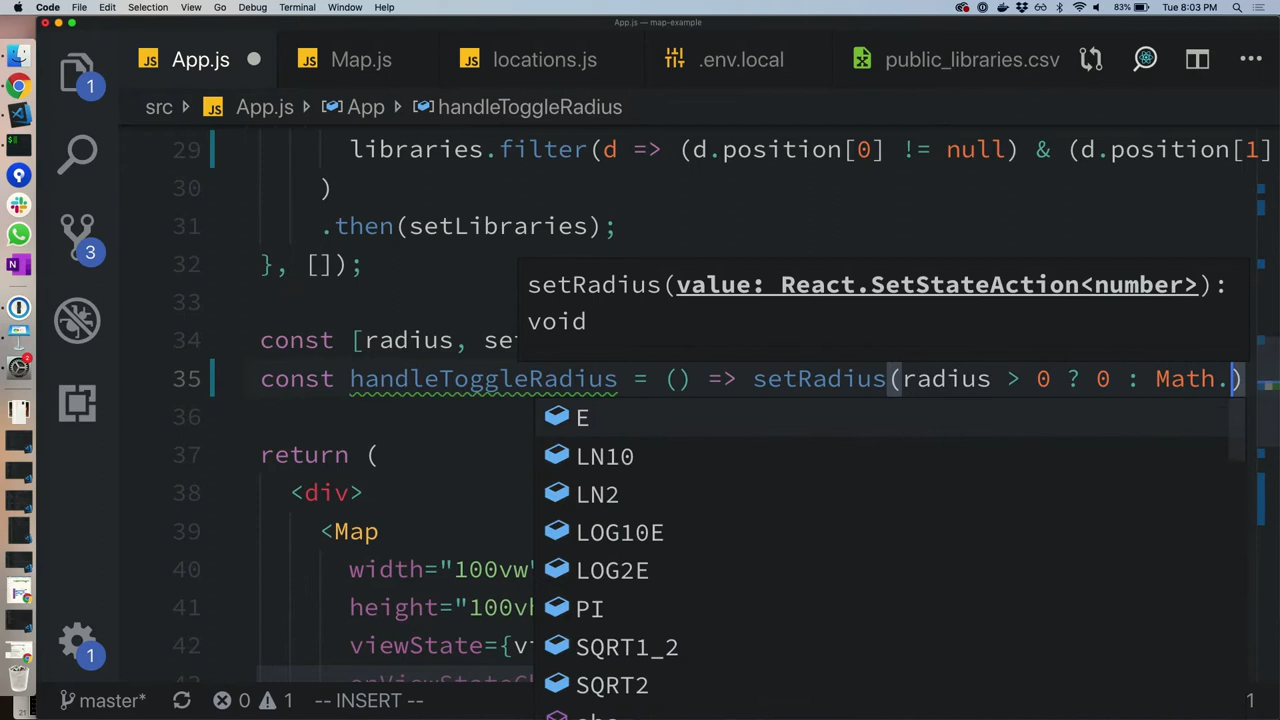 Code File Edit Selection View Go Debug Terminal Window Help 83% Tue 8:03 PM
App.js — map-example
JS App.js JS Map.js JS locations.js .env.local public_libraries.csv
src App.js App handleToggleRadius
29 libraries.filter(d => (d.position[0] != null) & (d.position[1]
30 )
31 .then(setLibraries);
32 }, []);
33
setRadius(value: React.SetStateAction<number>):
void
34 const [radius, se
35 const handleToggleRadius = () => setRadius(radius > 0 ? 0 : Math.)
36
E
LN10
37 return (
LN2
38 <div>
LOG10E
39 <Map
LOG2E
40 width="100vw"
PI
41 height="100vh
SQRT1_2
42 viewState={v
SQRT2
1
3
1
master* 0 1 -- INSERT -- 1